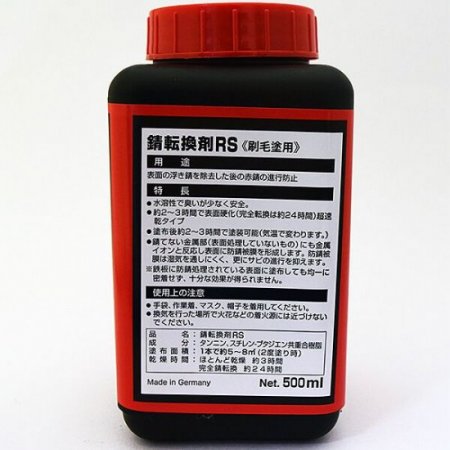 錆転換剤RS《刷毛塗用》
用 途
表面の浮き錆を除去した後の赤錆の進行防止
特 長
●水溶性で臭いが少なく安全。
●約2～3時間で表面硬化(完全転換は約24時間)超速
乾タイプ
●塗布後約2～3時間で塗装可能(気温で変わります。)
●錆てない金属部(表面処理していないもの)にも金属
イオンと反応し表面に防錆被膜を形成します。防錆被
膜は湿気を通しにくく、更にサビの進行を抑えます。
※鉄板に防錆処理されている表面に塗布しても均一に
密着せず、十分な効果が得られません。
使用上の注意
●手袋、作業着、マスク、帽子を着用してください。
●換気を行った場所で火花などの着火源には近づけない
でください。
品 名：錆転換剤RS
成 分：タンニン、スチレン-ブタジエン共重合樹脂
塗布面積：1本で約5～8㎡(2度塗り時)
乾燥時間：ほとんど乾燥 約3時間
完全錆転換 約24時間
Made in Germany
Net. 500ml